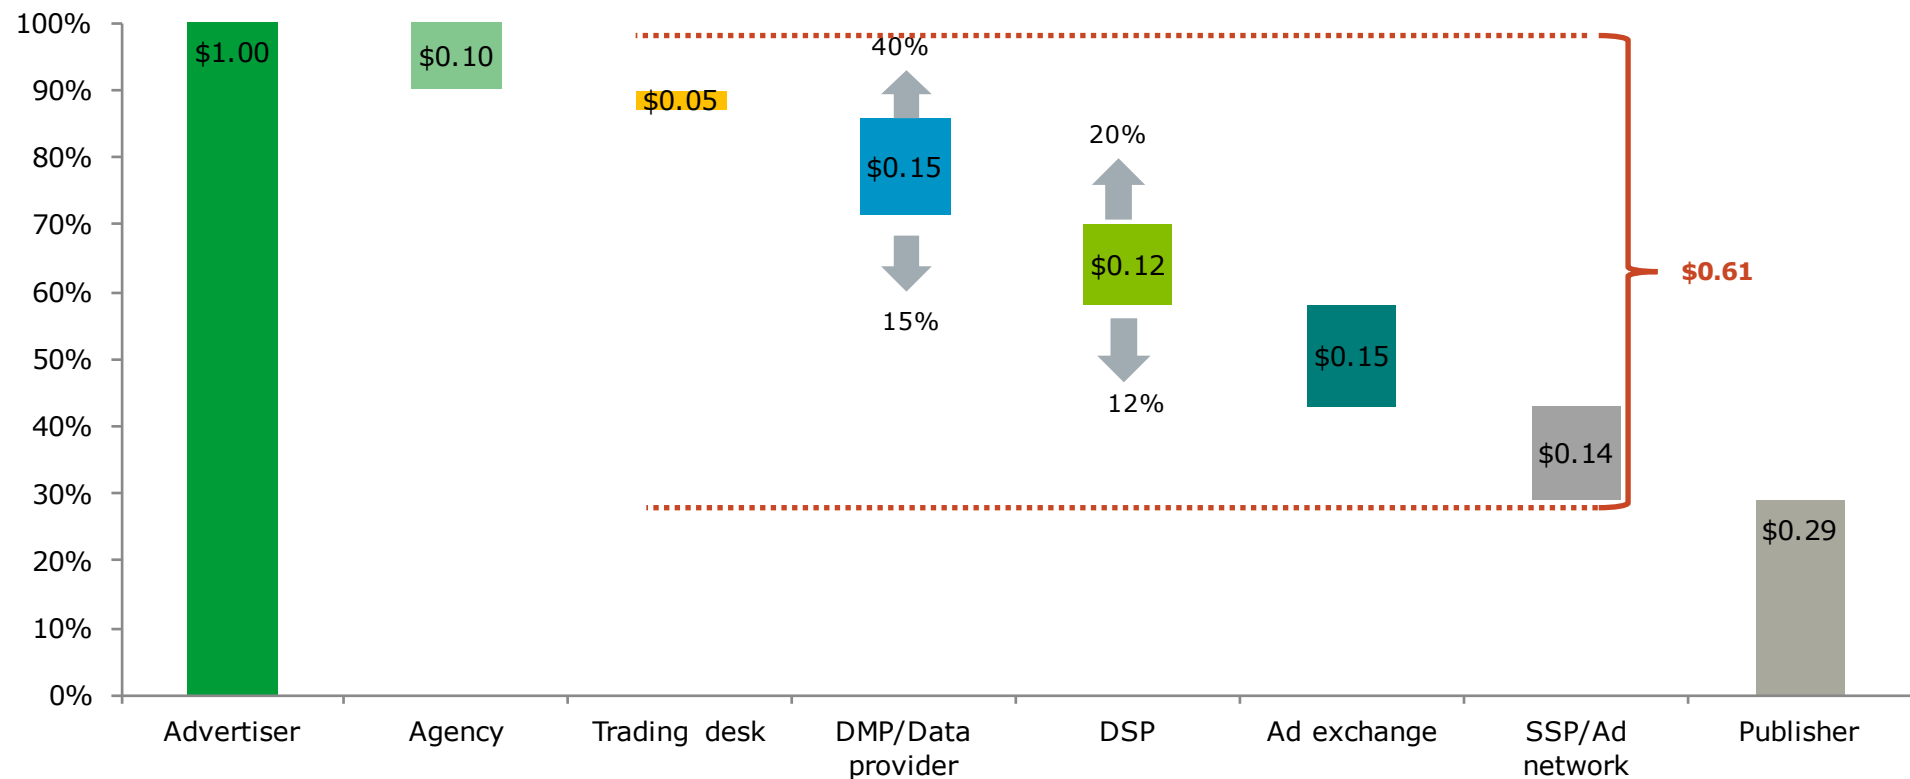 100%
90%
80%
70%
60%
50%
40%
30%
20%
10%
0%
$1.00
$0.10
$0.05
40%
$0.15
15%
20%
$0.12
12%
$0.15
$0.14
$0.61
$0.29
Advertiser
Agency
Trading desk
DMP/Data
provider
DSP
Ad exchange
SSP/Ad
network
Publisher